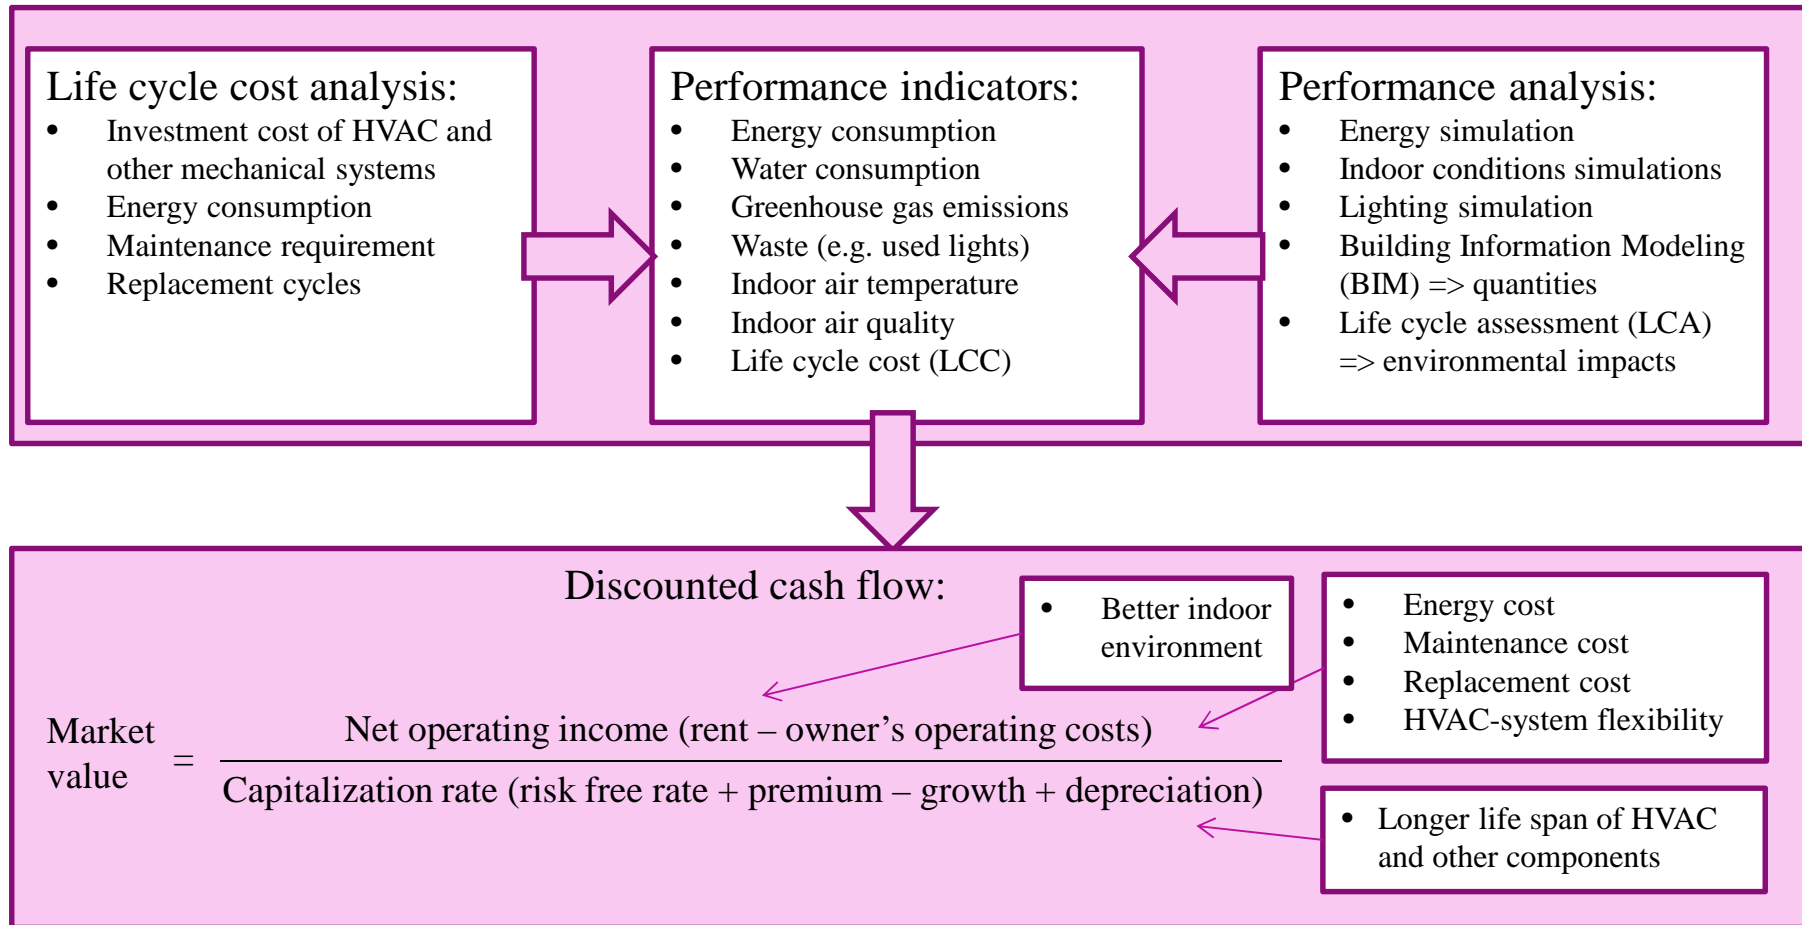 Life cycle cost analysis:
• Investment cost of HVAC and
other mechanical systems
• Energy consumption
• Maintenance requirement
• Replacement cycles
Performance indicators:
• Energy consumption
• Water consumption
• Greenhouse gas emissions
• Waste (e.g. used lights)
• Indoor air temperature
• Indoor air quality
• Life cycle cost (LCC)
Performance analysis:
• Energy simulation
• Indoor conditions simulations
• Lighting simulation
• Building Information Modeling
(BIM) => quantities
• Life cycle assessment (LCA)
=> environmental impacts
Discounted cash flow:
• Better indoor
environment
• Energy cost
• Maintenance cost
• Replacement cost
• HVAC-system flexibility
Market
value
=
Net operating income (rent – owner’s operating costs)
Capitalization rate (risk free rate + premium – growth + depreciation)
• Longer life span of HVAC
and other components